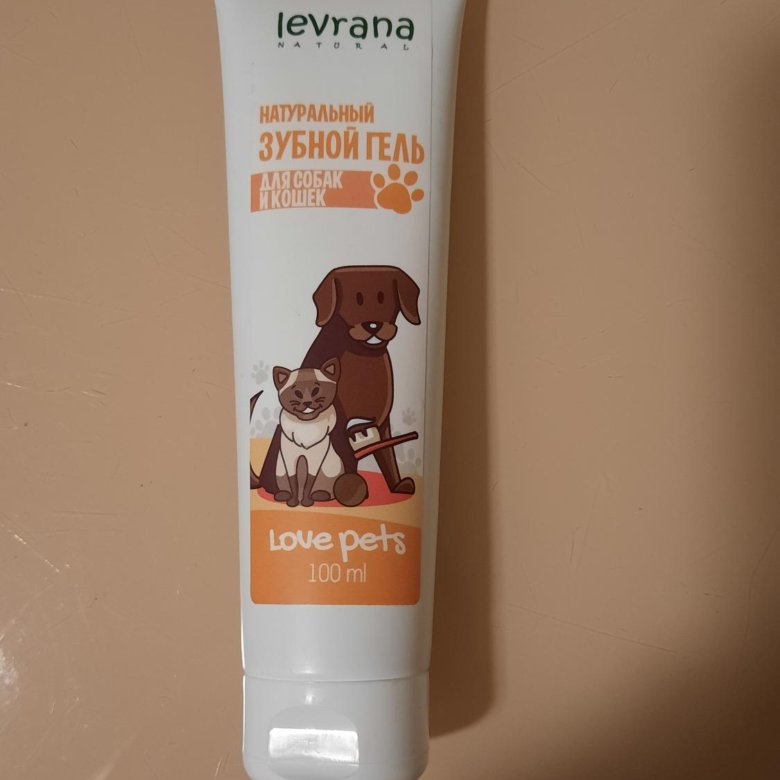 levrana
NATURAL
НАТУРАЛЬНЫЙ
ЗУБНОЙ ГЕЛЬ
ДЛЯ СОБАК
И КОШЕК
Love pets
100 ml